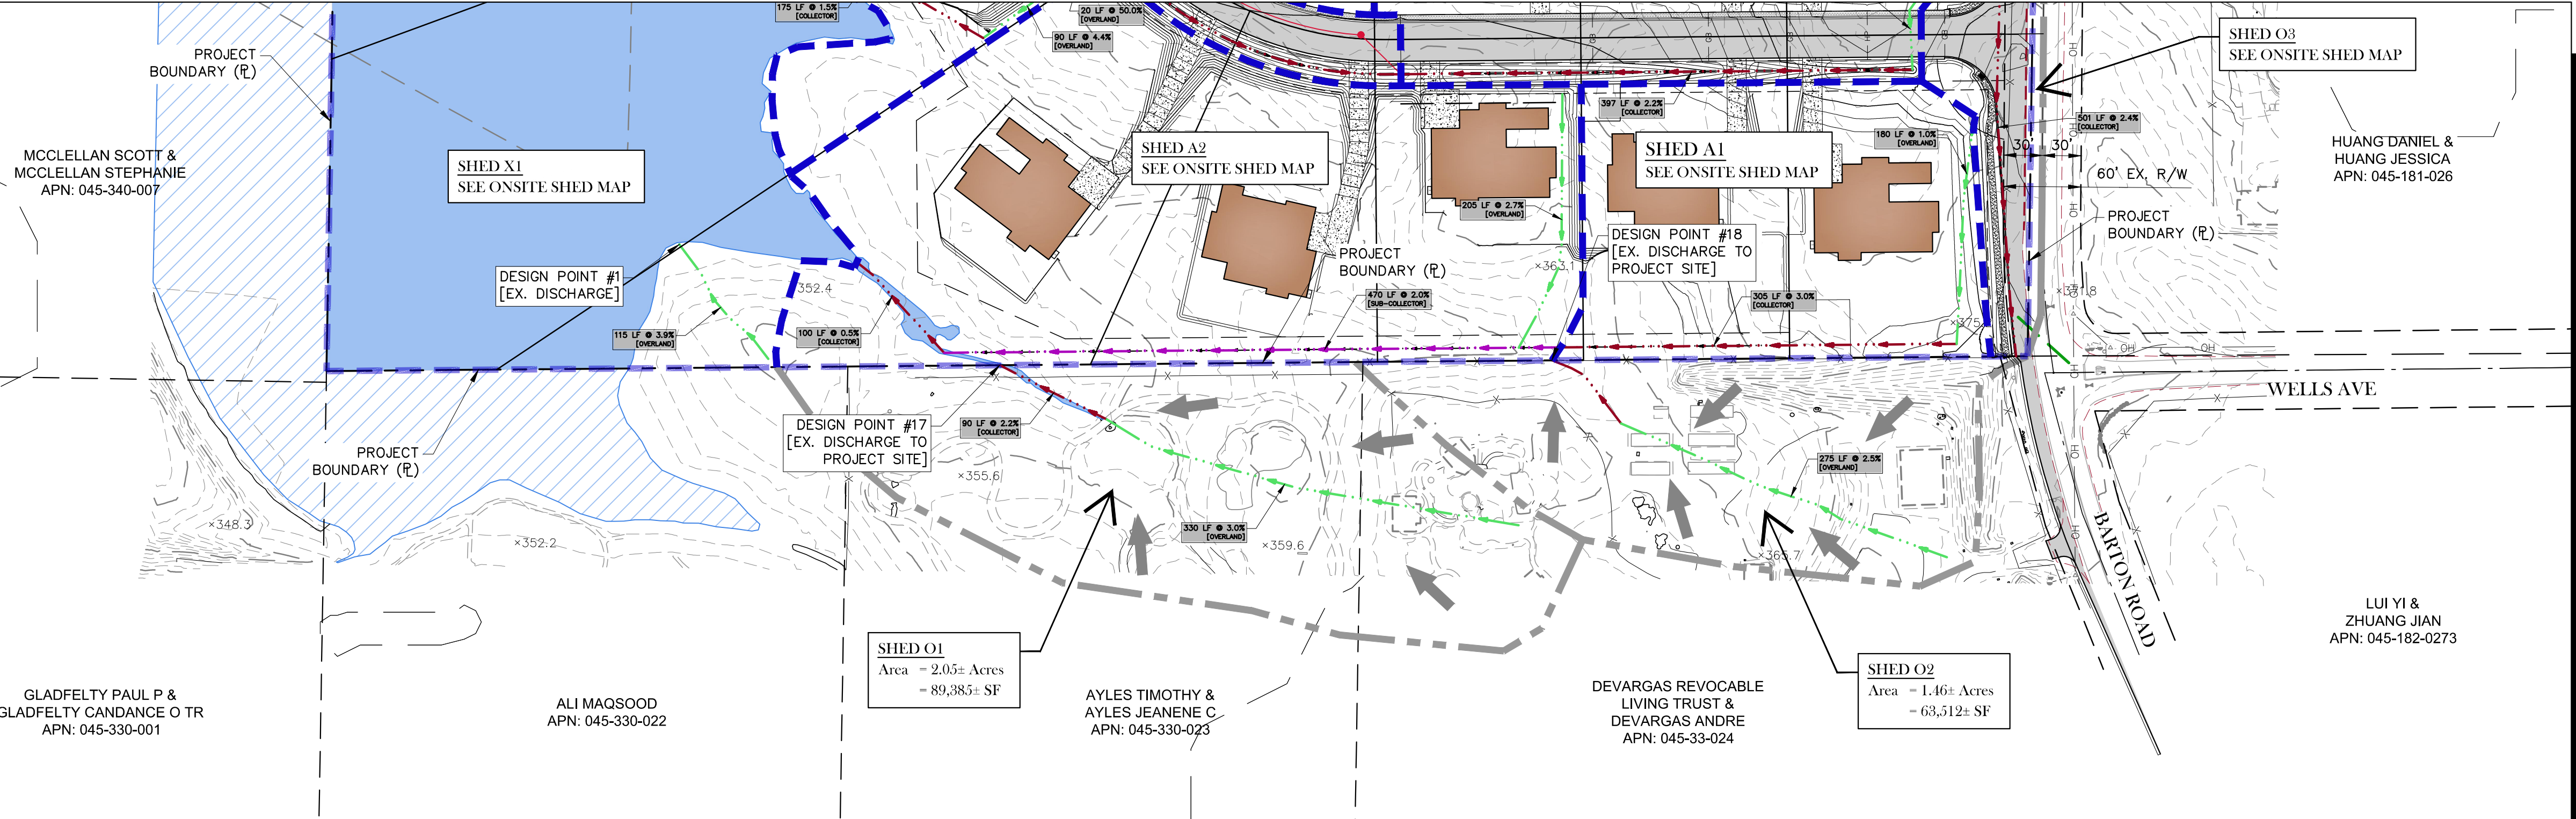 175 LF @ 1.5%
[COLLECTOR]
20 LF @ 50.0%
[OVERLAND]
90 LF @ 4.4%
[OVERLAND]
SHED O3
SEE ONSITE SHED MAP
PROJECT
BOUNDARY (PL)
MCCLELLAN SCOTT &
MCCLELLAN STEPHANIE
APN: 045-340-007
SHED X1
SEE ONSITE SHED MAP
SHED A2
SEE ONSITE SHED MAP
397 LF @ 2.2%
[COLLECTOR]
SHED A1
SEE ONSITE SHED MAP
180 LF @ 1.0%
[OVERLAND]
501 LF @ 2.4%
[COLLECTOR]
30'
30'
60' EX. R/W
HUANG DANIEL &
HUANG JESSICA
APN: 045-181-026
PROJECT
BOUNDARY (PL)
205 LF @ 2.7%
[OVERLAND]
DESIGN POINT #18
[EX. DISCHARGE TO
PROJECT SITE]
PROJECT
BOUNDARY (PL)
×363.1
DESIGN POINT #1
[EX. DISCHARGE]
352.4
470 LF @ 2.0%
[SUB-COLLECTOR]
305 LF @ 3.0%
[COLLECTOR]
×375
115 LF @ 3.9%
[OVERLAND]
100 LF @ 0.5%
[COLLECTOR]
OH
OH
WELLS AVE
DESIGN POINT #17
[EX. DISCHARGE TO
PROJECT SITE]
90 LF @ 2.2%
[COLLECTOR]
PROJECT
BOUNDARY (PL)
×355.6
275 LF @ 2.5%
[OVERLAND]
×348.3
×352.2
330 LF @ 3.0%
[OVERLAND]
×359.6
×365.7
BARTON ROAD
SHED O1
Area = 2.05± Acres
= 89,385± SF
SHED O2
Area = 1.46± Acres
= 63,512± SF
LUI YI &
ZHUANG JIAN
APN: 045-182-0273
GLADFELTY PAUL P &
GLADFELTY CANDANCE O TR
APN: 045-330-001
ALI MAQSOOD
APN: 045-330-022
AYLES TIMOTHY &
AYLES JEANENE C
APN: 045-330-023
DEVARGAS REVOCABLE
LIVING TRUST &
DEVARGAS ANDRE
APN: 045-33-024